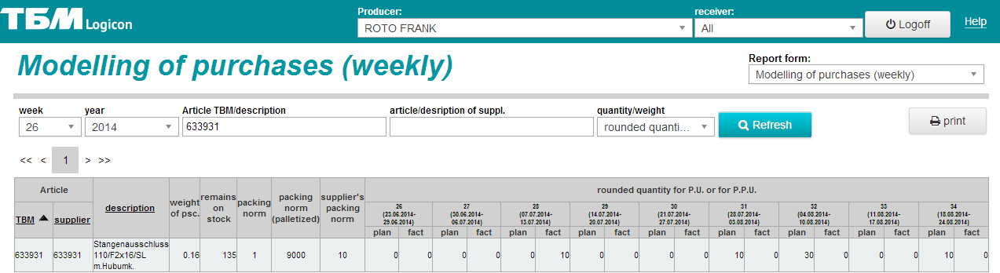 ТБМ Logicon
Producer:
ROTO FRANK
receiver:
All
Logoff
Help
Modelling of purchases (weekly)
Report form:
Modelling of purchases (weekly)
week
year
Article TBM/description
article/desription of suppl.
quantity/weight
26
2014
633931
rounded quanti...
Refresh
print
<< < 1 > >>
Article
description
weight of psc.
remains on stock
packing norm
packing norm (palletized)
supplier's packing norm
rounded quantity for P.U. or for P.P.U.
TBM
supplier
26 (23.06.2014-29.06.2014)
27 (30.06.2014-06.07.2014)
28 (07.07.2014-13.07.2014)
29 (14.07.2014-20.07.2014)
30 (21.07.2014-27.07.2014)
31 (28.07.2014-03.08.2014)
32 (04.08.2014-10.08.2014)
33 (11.08.2014-17.08.2014)
34 (18.08.2014-24.08.2014)
plan fact plan fact plan fact plan fact plan fact plan fact plan fact plan fact plan fact
633931 633931 Stangenausschluss 110/F2x16/SL m.Hubumk. 0.16 135 1 9000 10 0 0 0 0 0 10 0 0 0 0 10 0 30 0 0 0 10 0